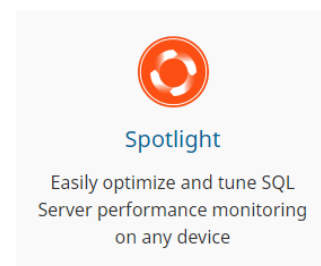 Spotlight
Easily optimize and tune SQL
Server performance monitoring
on any device